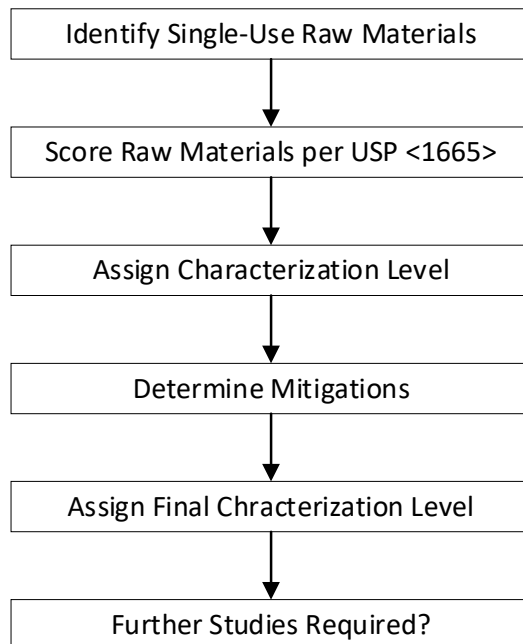 Identify Single-Use Raw Materials
Score Raw Materials per USP <1665>
Assign Characterization Level
Determine Mitigations
Assign Final Chracterization Level
Further Studies Required?